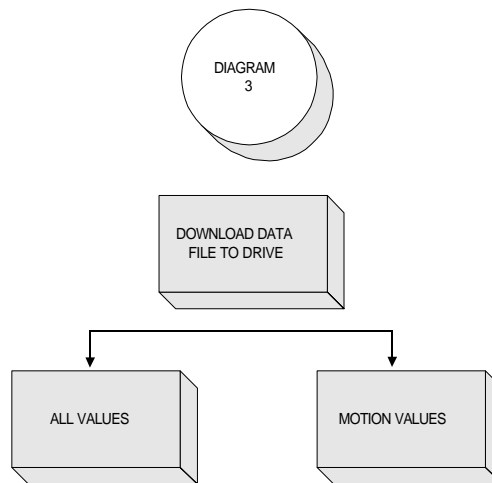 DIAGRAM
3
DOWNLOAD DATA
FILE TO DRIVE
ALL VALUES
MOTION VALUES